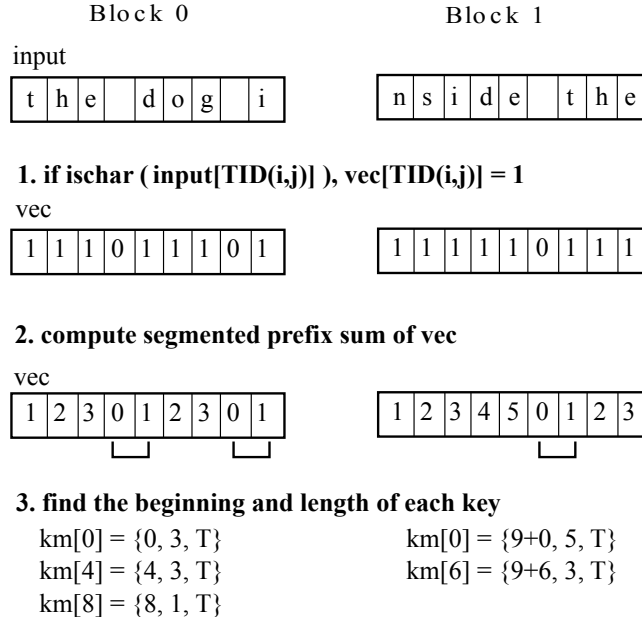 Block 0 Block 1
input
t h e d o g i n s i d e t h e
1. if ischar ( input[TID(i,j)] ), vec[TID(i,j)] = 1
vec
1 1 1 0 1 1 1 0 1 1 1 1 1 1 0 1 1 1
2. compute segmented prefix sum of vec
vec
1 2 3 0 1 2 3 0 1 1 2 3 4 5 0 1 2 3
3. find the beginning and length of each key
km[0] = {0, 3, T} km[0] = {9+0, 5, T}
km[4] = {4, 3, T} km[6] = {9+6, 3, T}
km[8] = {8, 1, T}